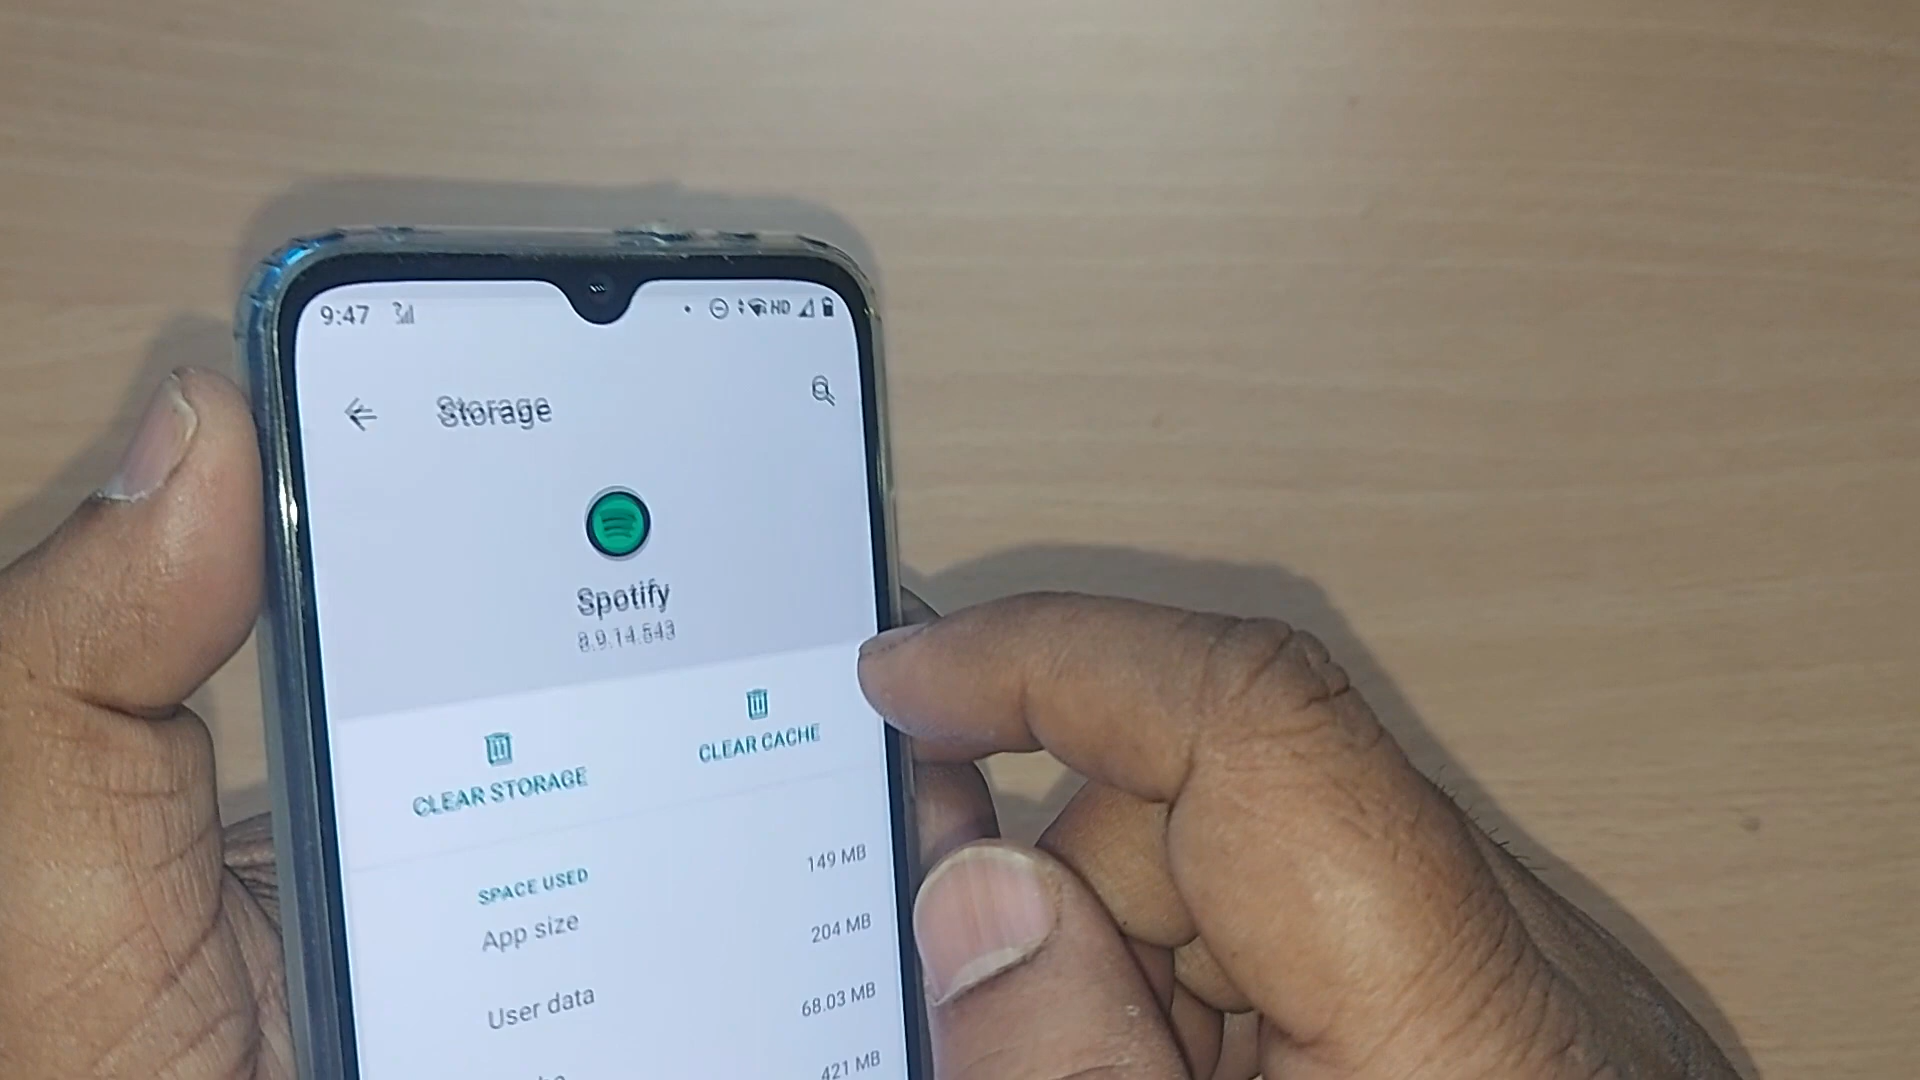 9:47 HD
Storage
Spotify
8.9.14.543
CLEAR STORAGE
CLEAR CACHE
SPACE USED
App size 149 MB
User data 204 MB
68.03 MB
421 MB